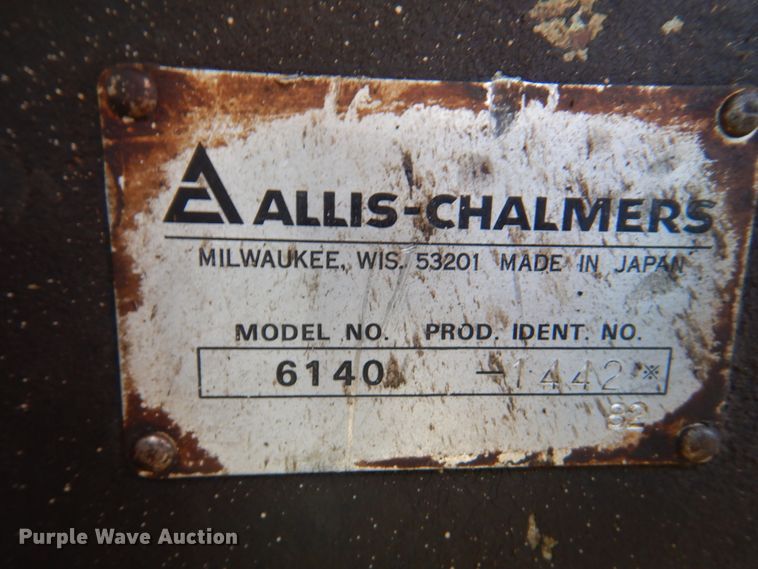 ALLIS-CHALMERS
MILWAUKEE, WIS. 53201 MADE IN JAPAN
MODEL NO. PROD. IDENT. NO.
6140 -1442※
82
Purple Wave Auction